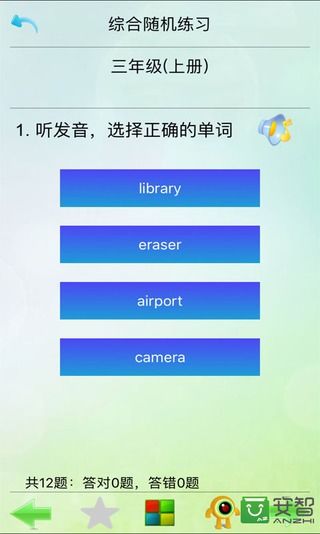 综合随机练习
三年级(上册)
1. 听发音，选择正确的单词
library
eraser
airport
camera
共12题：答对0题，答错0题
安智
ANZHI